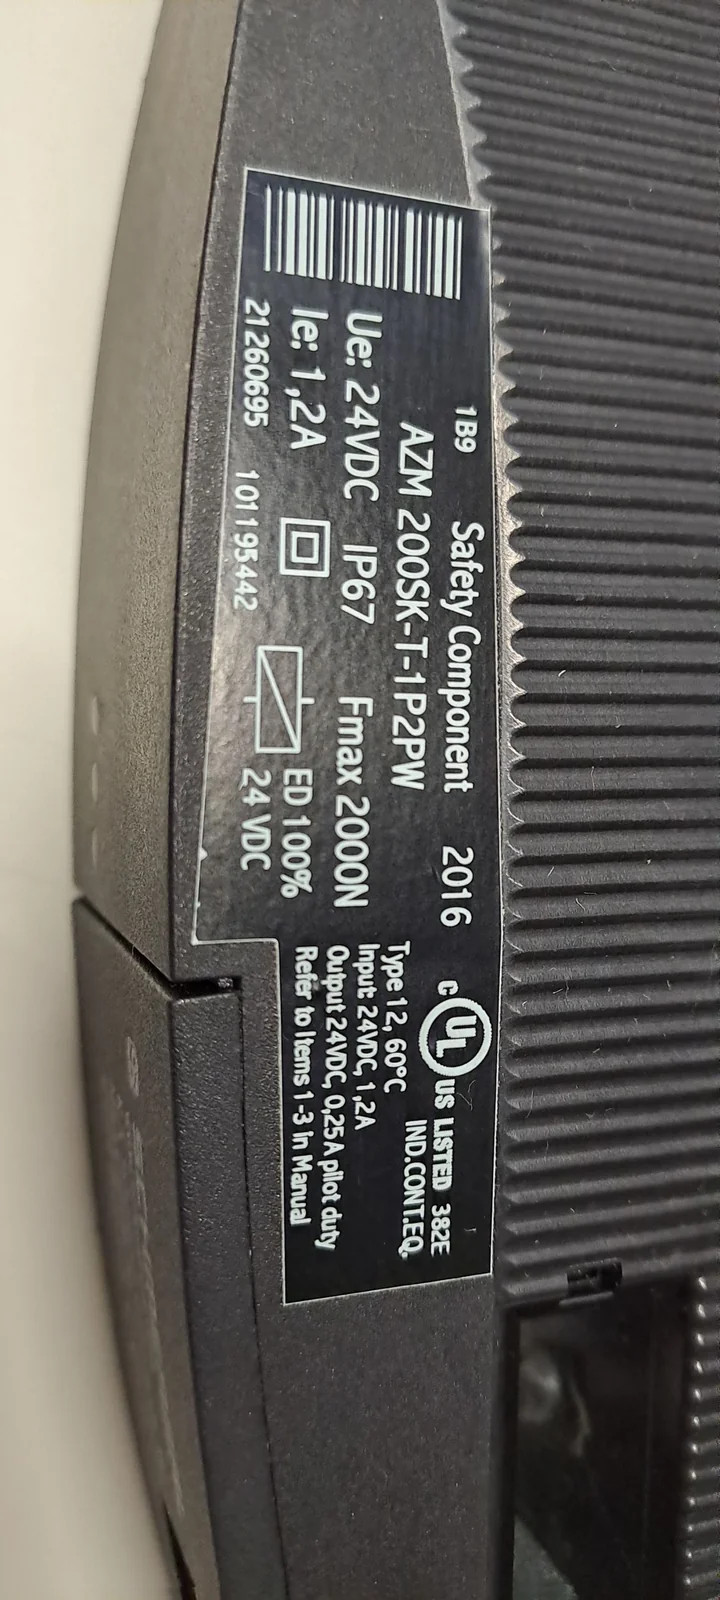 1B9 Safety Component 2016
AZM 200SK-T-1P2PW
Ue: 24VDC IP67 Fmax 2000N
Ie: 1,2A ED 100%
24 VDC
21260695 101195442
c UL US LISTED 382E
IND.CONT.EQ.
Type 12, 60°C
Input: 24VDC, 1,2A
Output 24VDC, 0,25A pilot duty
Refer to Items 1-3 in Manual